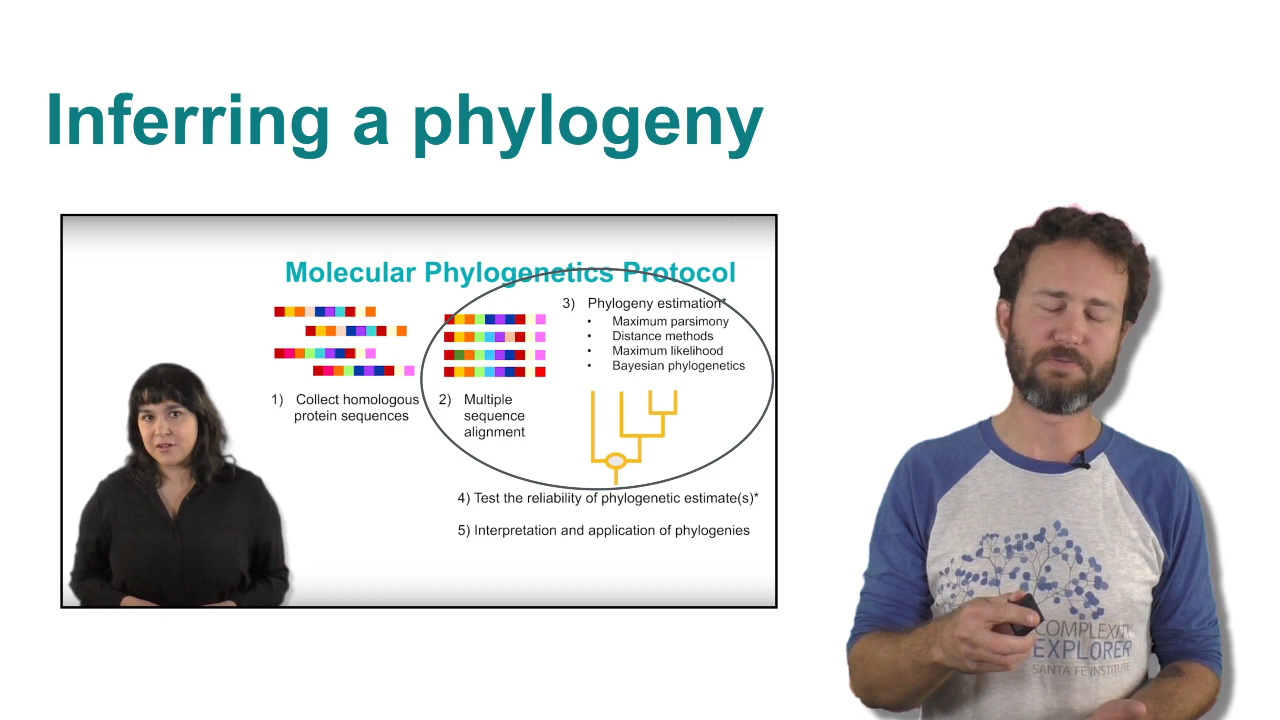 Inferring a phylogeny
Molecular Phylogenetics Protocol
1) Collect homologous
protein sequences
2) Multiple
sequence
alignment
3) Phylogeny estimation*
• Maximum parsimony
• Distance methods
• Maximum likelihood
• Bayesian phylogenetics
4) Test the reliability of phylogenetic estimate(s)*
5) Interpretation and application of phylogenies
COMPLEXITY
EXPLORER
SANTA FE INSTITUTE